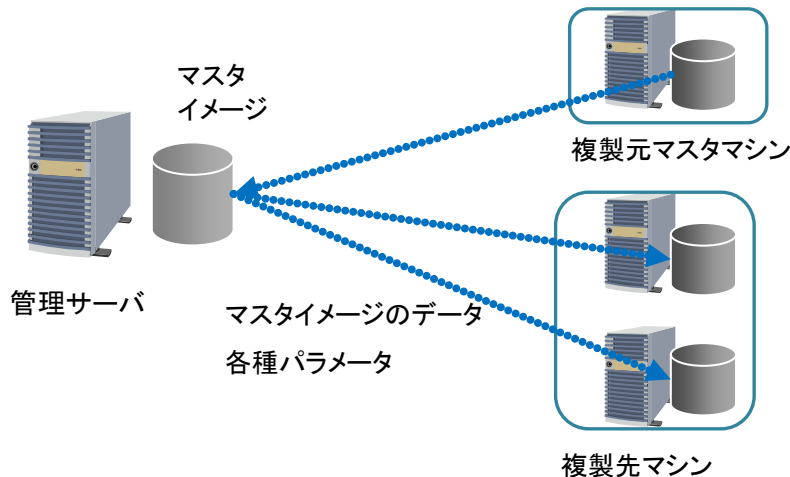 マスタ
イメージ
複製元マスタマシン
管理サーバ
マスタイメージのデータ
各種パラメータ
複製先マシン